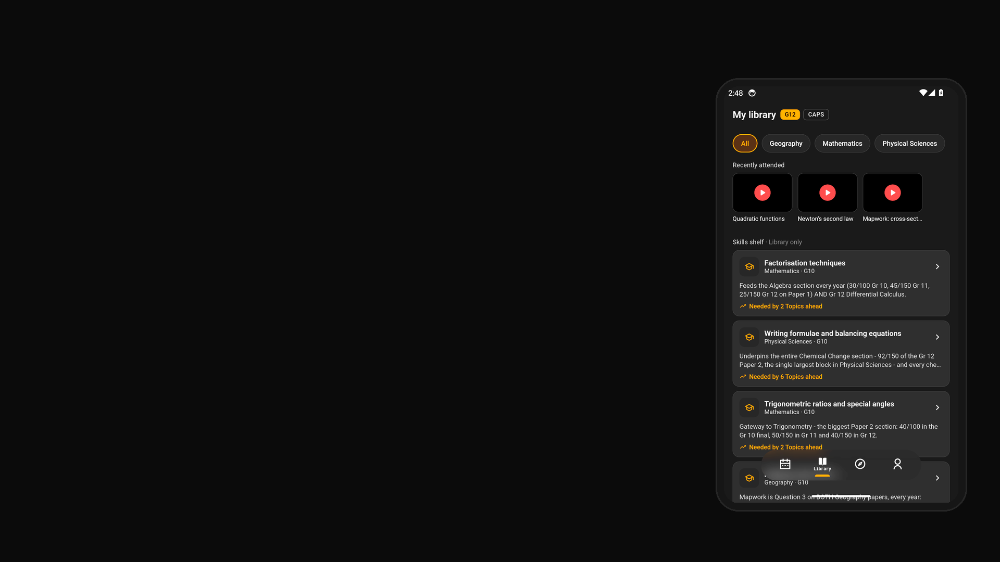 2:48
My library G12 CAPS
All Geography Mathematics Physical Sciences
Recently attended
Quadratic functions Newton's second law Mapwork: cross-sect...
Skills shelf · Library only
Factorisation techniques
Mathematics · G10
Feeds the Algebra section every year (30/100 Gr 10, 45/150 Gr 11,
25/150 Gr 12 on Paper 1) AND Gr 12 Differential Calculus.
Needed by 2 Topics ahead
Writing formulae and balancing equations
Physical Sciences · G10
Underpins the entire Chemical Change section - 92/150 of the Gr 12
Paper 2, the single largest block in Physical Sciences - and every che...
Needed by 6 Topics ahead
Trigonometric ratios and special angles
Mathematics · G10
Gateway to Trigonometry - the biggest Paper 2 section: 40/100 in the
Gr 10 final, 50/150 in Gr 11 and 40/150 in Gr 12.
Needed by 2 Topics ahead
Library
Geography · G10
Mapwork is Question 3 on BOTH Geography papers, every year: